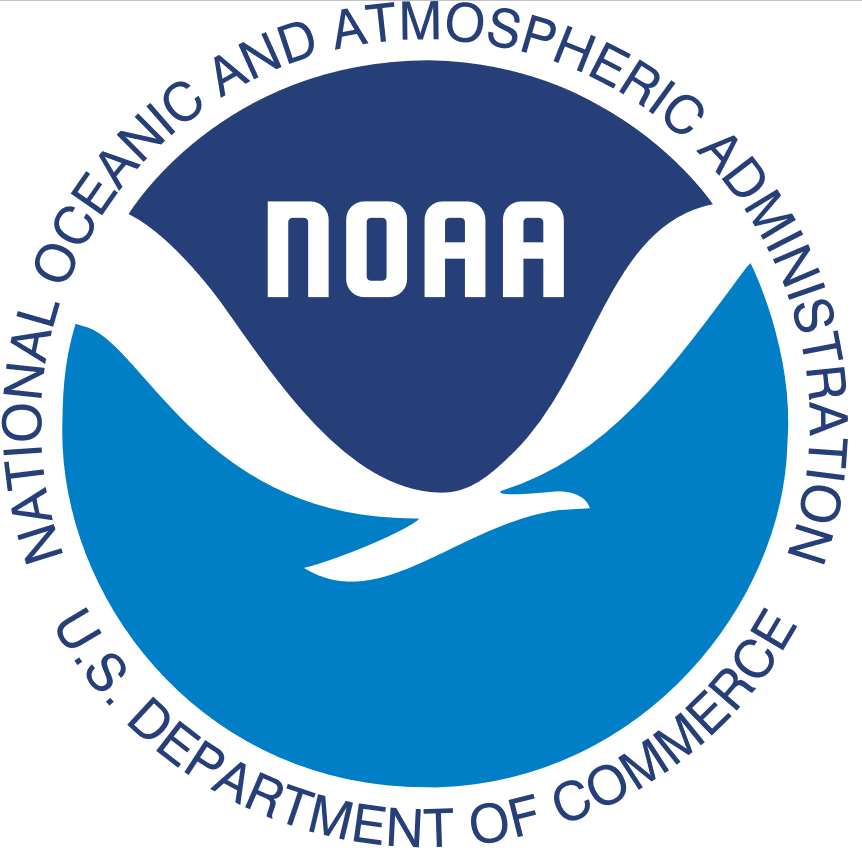 NATIONAL OCEANIC AND ATMOSPHERIC ADMINISTRATION
NOAA
U.S. DEPARTMENT OF COMMERCE